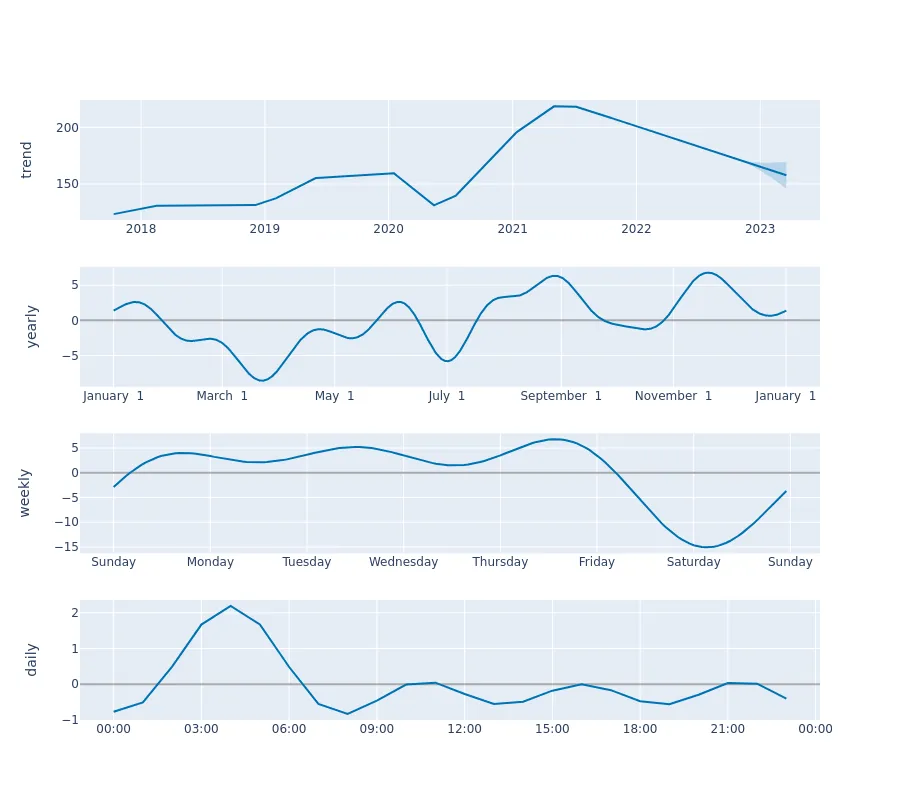 trend
200
150
2018 2019 2020 2021 2022 2023
yearly
5
0
−5
January 1 March 1 May 1 July 1 September 1 November 1 January 1
weekly
5
0
−5
−10
−15
Sunday Monday Tuesday Wednesday Thursday Friday Saturday Sunday
daily
2
1
0
−1
00:00 03:00 06:00 09:00 12:00 15:00 18:00 21:00 00:00